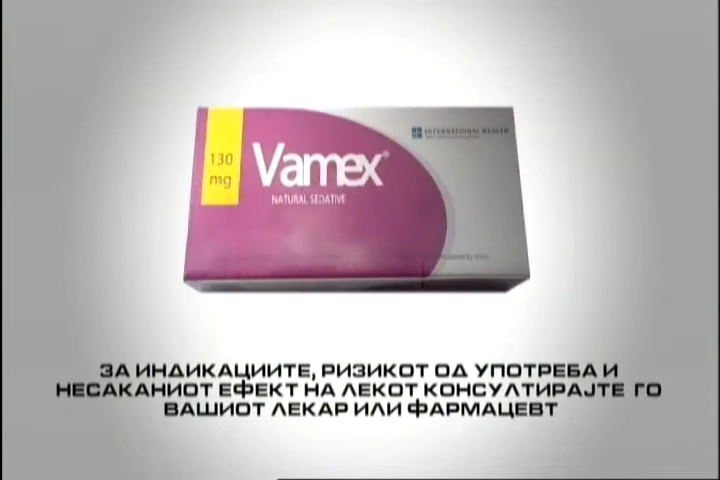 130
mg
Vamex®
NATURAL SEDATIVE
INTERNATIONAL HEALTH
ЗА ИНДИКАЦИИТЕ, РИЗИКОТ ОД УПОТРЕБА И
НЕСАКАНИОТ ЕФЕКТ НА ЛЕКОТ КОНСУЛТИРАЈТЕ ГО
ВАШИОТ ЛЕКАР ИЛИ ФАРМАЦЕВТ